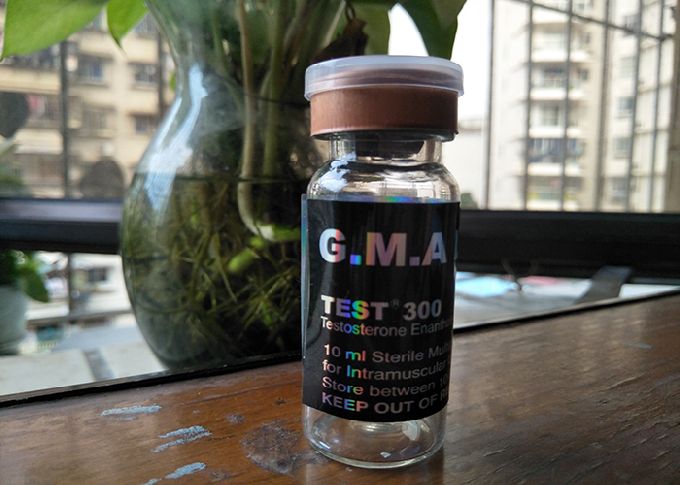 G.M.A
TEST® 300
Testosterone
10 ml Sterile
for Intramuscular
Store between
KEEP OUT OF